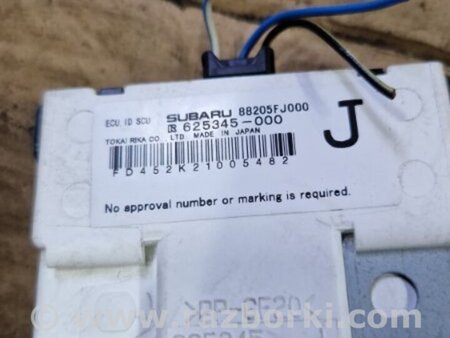 ECU, ID SCU SUBARU 88205FJ000
R 625345-000
TOKAI RIKA CO., LTD. MADE IN JAPAN
FD452K21005482
No approval number or marking is required.
J
www.razborki.com